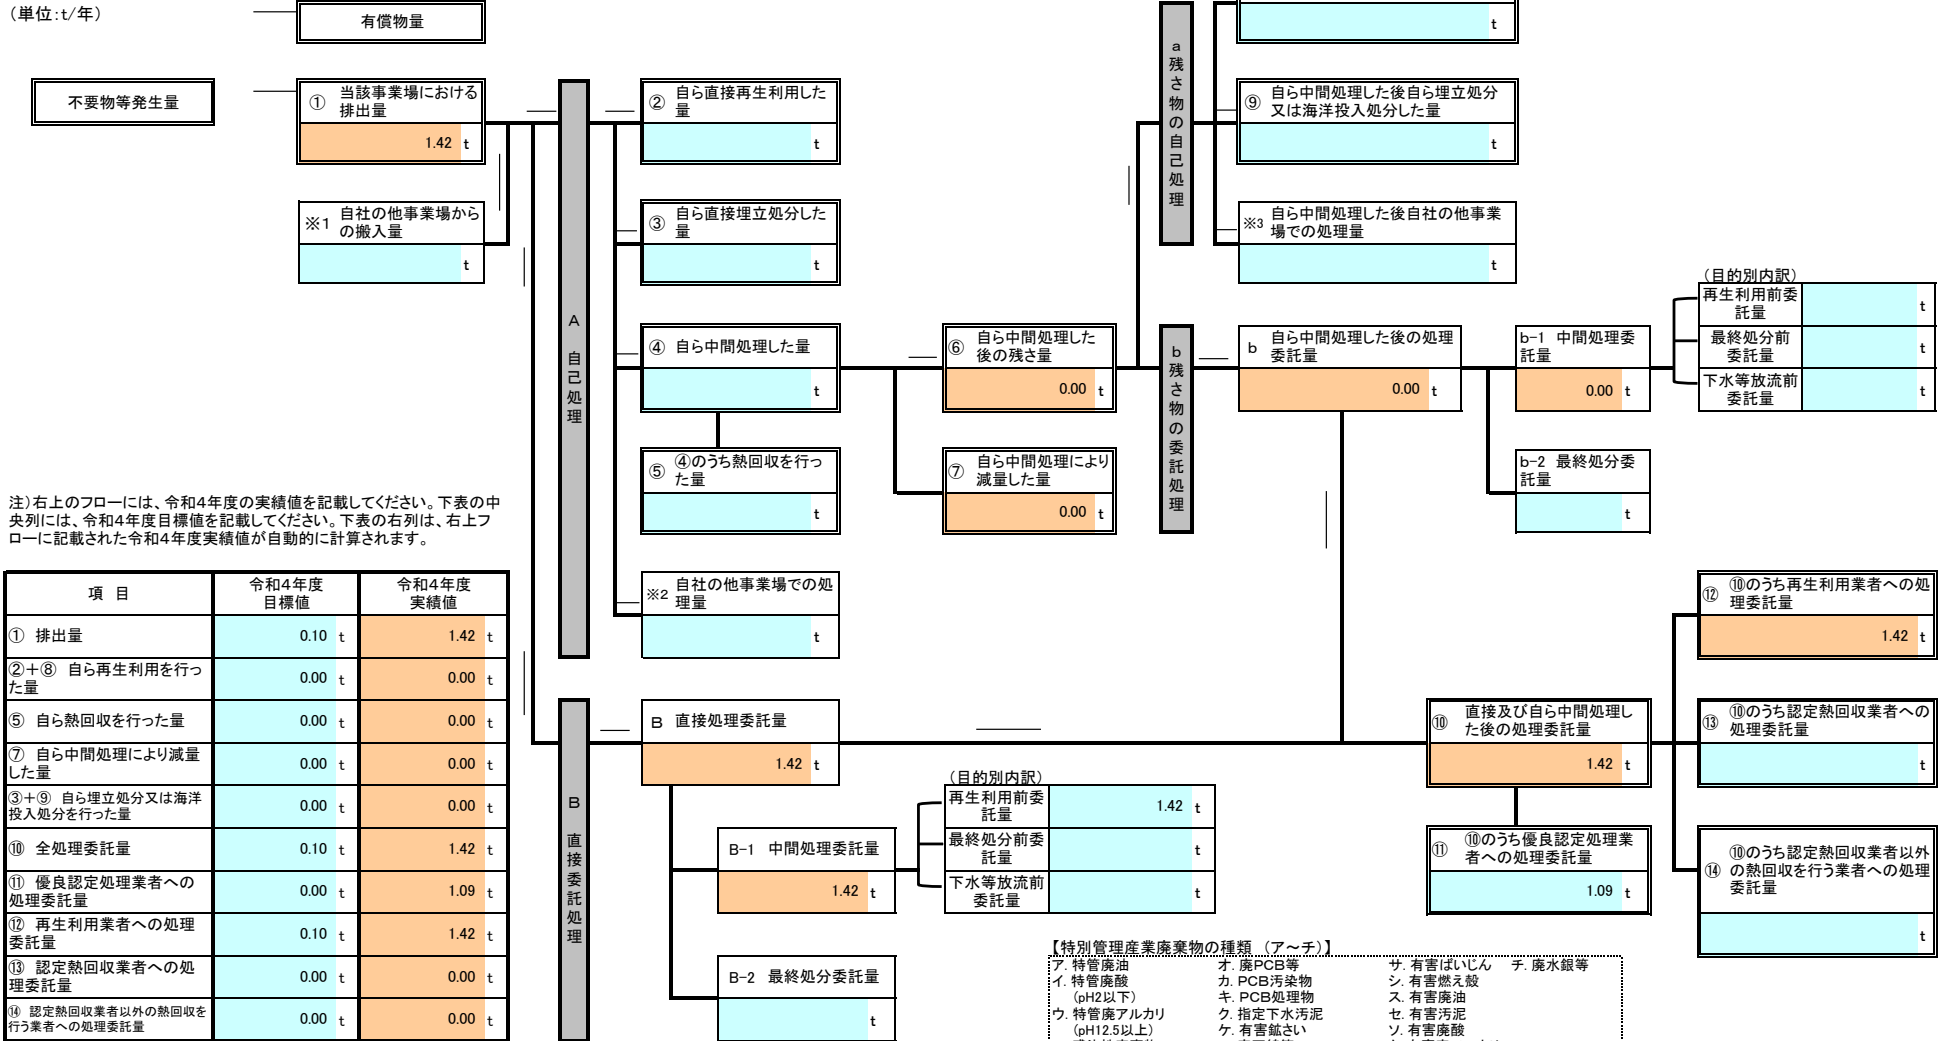 (単位:t/年)
有償物量
t
不要物等発生量
① 当該事業場における
排出量
1.42 t
※1 自社の他事業場から
の搬入量
t
A 自己処理
② 自ら直接再生利用した
量
t
③ 自ら直接埋立処分した
量
t
④ 自ら中間処理した量
t
⑤ ④のうち熱回収を行っ
た量
t
※2 自社の他事業場での処
理量
t
⑥ 自ら中間処理した
後の残さ量
0.00 t
⑦ 自ら中間処理により
減量した量
0.00 t
a残さ物の自己処理
⑨ 自ら中間処理した後自ら埋立処分
又は海洋投入処分した量
t
※3 自ら中間処理した後自社の他事業
場での処理量
t
b残さ物の委託処理
b 自ら中間処理した後の処理
委託量
0.00 t
b-1 中間処理委
託量
0.00 t
b-2 最終処分委
託量
t
(目的別内訳)
再生利用前委
託量
t
最終処分前
委託量
t
下水等放流前
委託量
t
注)右上のフローには、令和4年度の実績値を記載してください。下表の中
央列には、令和4年度目標値を記載してください。下表の右列は、右上フ
ローに記載された令和4年度実績値が自動的に計算されます。
項 目 令和4年度
目標値 令和4年度
実績値
① 排出量 0.10 t 1.42 t
②+⑧ 自ら再生利用を行っ
た量 0.00 t 0.00 t
⑤ 自ら熱回収を行った量 0.00 t 0.00 t
⑦ 自ら中間処理により減量
した量 0.00 t 0.00 t
③+⑨ 自ら埋立処分又は海洋
投入処分を行った量 0.00 t 0.00 t
⑩ 全処理委託量 0.10 t 1.42 t
⑪ 優良認定処理業者への
処理委託量 0.00 t 1.09 t
⑫ 再生利用業者への処理
委託量 0.10 t 1.42 t
⑬ 認定熱回収業者への処
理委託量 0.00 t 0.00 t
⑭ 認定熱回収業者以外の熱回収を
行う業者への処理委託量 0.00 t 0.00 t
B 直接委託処理
B 直接処理委託量
1.42 t
B-1 中間処理委託量
1.42 t
B-2 最終処分委託量
t
(目的別内訳)
再生利用前委
託量
1.42 t
最終処分前委
託量
t
下水等放流前
委託量
t
⑩ 直接及び自ら中間処理し
た後の処理委託量
1.42 t
⑪ ⑩のうち優良認定処理業
者への処理委託量
1.09 t
⑫ ⑩のうち再生利用業者への処
理委託量
1.42 t
⑬ ⑩のうち認定熱回収業者への
処理委託量
t
⑭ ⑩のうち認定熱回収業者以外
の熱回収を行う業者への処理
委託量
t
【特別管理産業廃棄物の種類 (ア~チ)】
ア. 特管廃油 オ. 廃PCB等 サ. 有害ばいじん チ. 廃水銀等
イ. 特管廃酸 カ. PCB汚染物 シ. 有害燃え殻
(pH2以下) キ. PCB処理物 ス. 有害廃油
ウ. 特管廃アルカリ ク. 指定下水汚泥 セ. 有害汚泥
(pH12.5以上) ケ. 有害鉱さい ソ. 有害廃酸